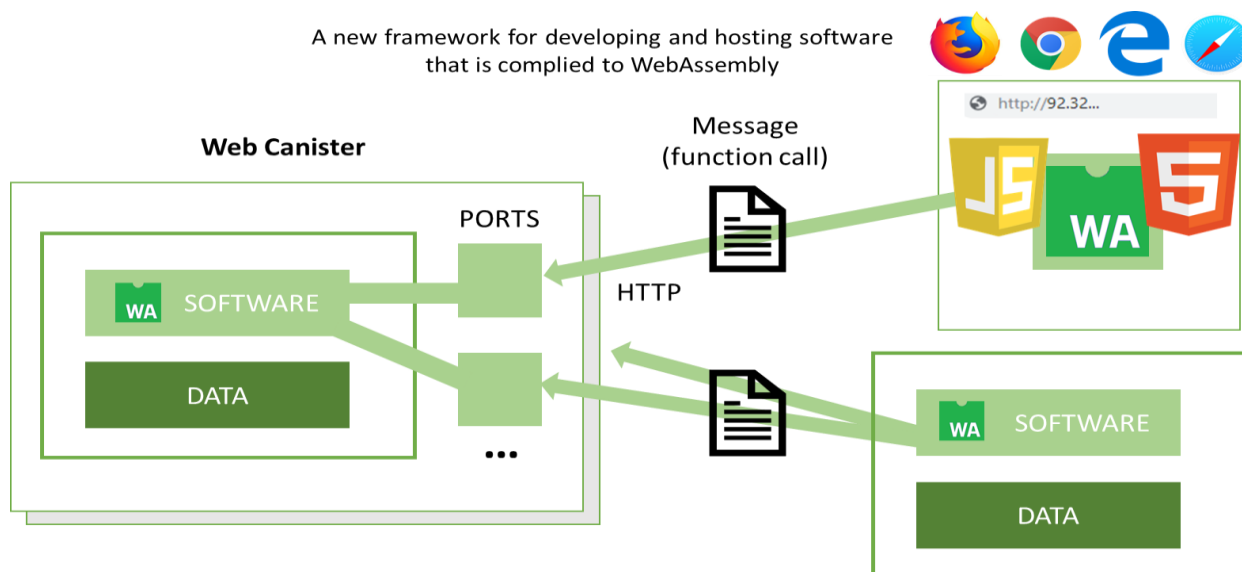 A new framework for developing and hosting software
that is complied to WebAssembly
http://92.32...
Web Canister
Message
(function call)
JS
WA
5
PORTS
HTTP
WA SOFTWARE
DATA
...
WA SOFTWARE
DATA